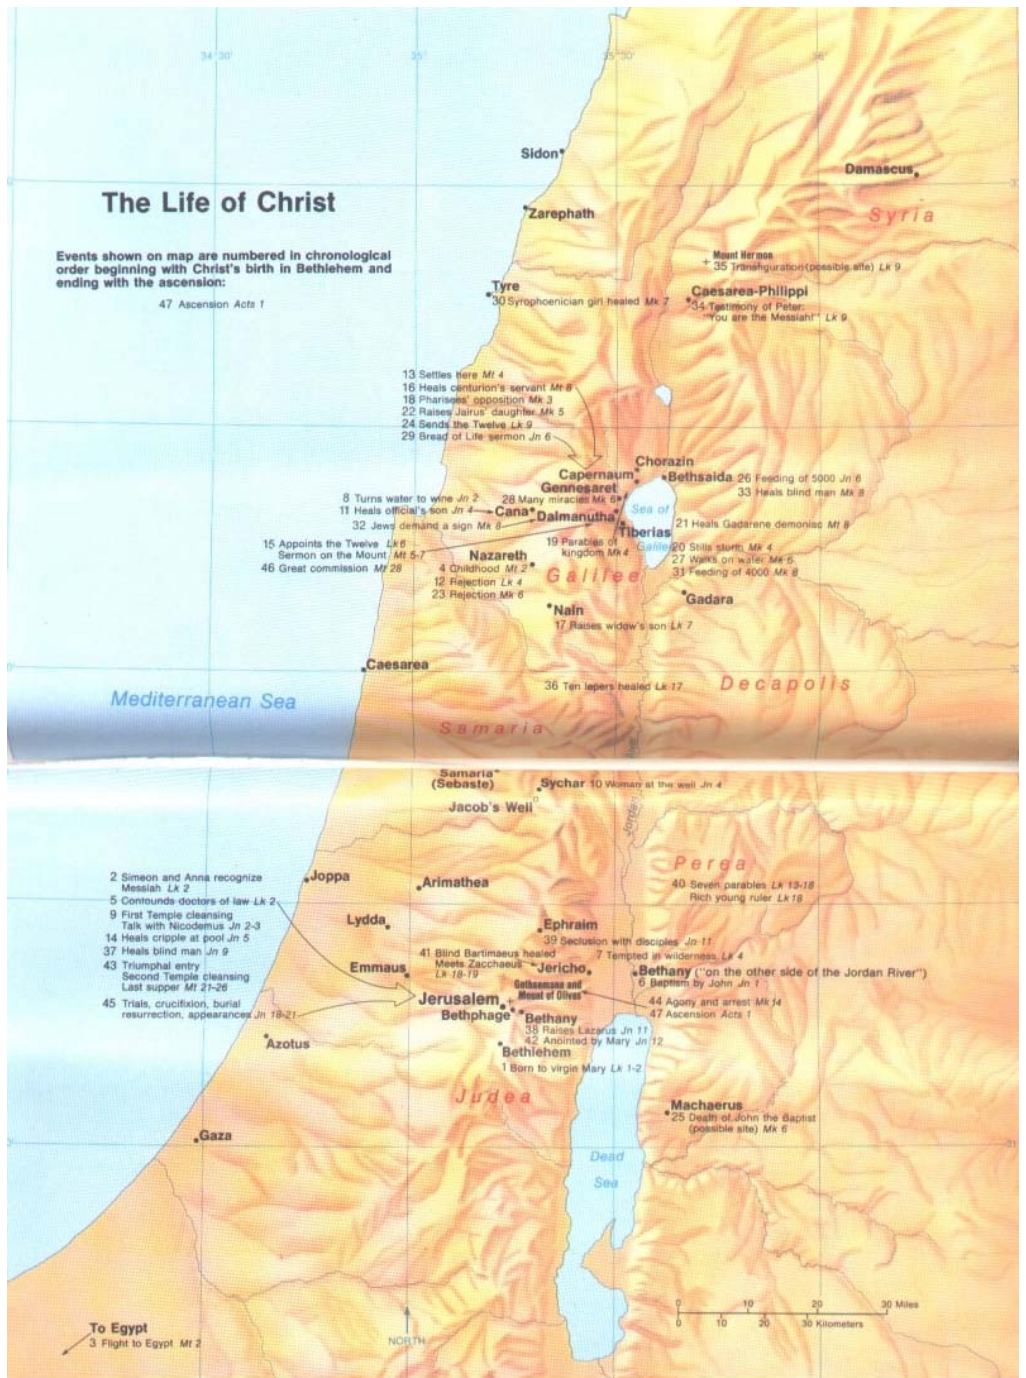 34°30'
35°
35°30'
36°
Sidon
Damascus
The Life of Christ
Zarephath
Syria
Events shown on map are numbered in chronological
order beginning with Christ's birth in Bethlehem and
ending with the ascension:
47 Ascension Acts 1
Mount Hermon
35 Transfiguration (possible site) Lk 9
Tyre
30 Syrophoenician girl healed Mk 7
Caesarea-Philippi
34 Testimony of Peter:
"You are the Messiah!" Lk 9
13 Settles here Mt 4
16 Heals centurion's servant Mt 8
18 Pharisees' opposition Mk 3
22 Raises Jairus' daughter Mk 5
24 Sends the Twelve Lk 9
29 Bread of Life sermon Jn 6
Chorazin
Capernaum
Bethsaida 26 Feeding of 5000 Jn 6
33 Heals blind man Mk 8
Gennesaret
28 Many miracles Mk 6
8 Turns water to wine Jn 2
11 Heals official's son Jn 4
Cana
Dalmanutha
32 Jews demand a sign Mk 8
Sea of
Galilee
Tiberias
21 Heals Gadarene demoniac Mt 8
15 Appoints the Twelve Lk 6
Sermon on the Mount Mt 5-7
46 Great commission Mt 28
19 Parables of
kingdom Mk 4
20 Stills storm Mk 4
27 Walks on water Mk 6
31 Feeding of 4000 Mk 8
Nazareth
4 Childhood Mt 2
12 Rejection Lk 4
23 Rejection Mk 6
Galilee
Gadara
Nain
17 Raises widow's son Lk 7
Caesarea
36 Ten lepers healed Lk 17
Decapolis
Mediterranean Sea
Samaria
Samaria
(Sebaste)
Sychar 10 Woman at the well Jn 4
Jacob's Well
Jordan
Perea
40 Seven parables Lk 13-18
Rich young ruler Lk 18
2 Simeon and Anna recognize
Messiah Lk 2
5 Confounds doctors of law Lk 2
9 First Temple cleansing
Talk with Nicodemus Jn 2-3
14 Heals cripple at pool Jn 5
37 Heals blind man Jn 9
43 Triumphal entry
Second Temple cleansing
Last supper Mt 21-26
45 Trials, crucifixion, burial
resurrection, appearances Jn 18-21
Joppa
Arimathea
Lydda
Ephraim
39 Seclusion with disciples Jn 11
41 Blind Bartimaeus healed
Meets Zacchaeus
Lk 18-19
7 Tempted in wilderness Lk 4
Emmaus
Jericho
Bethany ("on the other side of the Jordan River")
6 Baptism by John Jn 1
Gethsemane and
Mount of Olives
44 Agony and arrest Mk 14
47 Ascension Acts 1
Jerusalem
Bethphage
Bethany
38 Raises Lazarus Jn 11
42 Anointed by Mary Jn 12
Azotus
Bethlehem
1 Born to virgin Mary Lk 1-2
Judea
Machaerus
25 Death of John the Baptist
(possible site) Mk 6
Gaza
31
Dead
Sea
0 10 20 30 Miles
0 10 20 30 Kilometers
To Egypt
3 Flight to Egypt Mt 2
NORTH